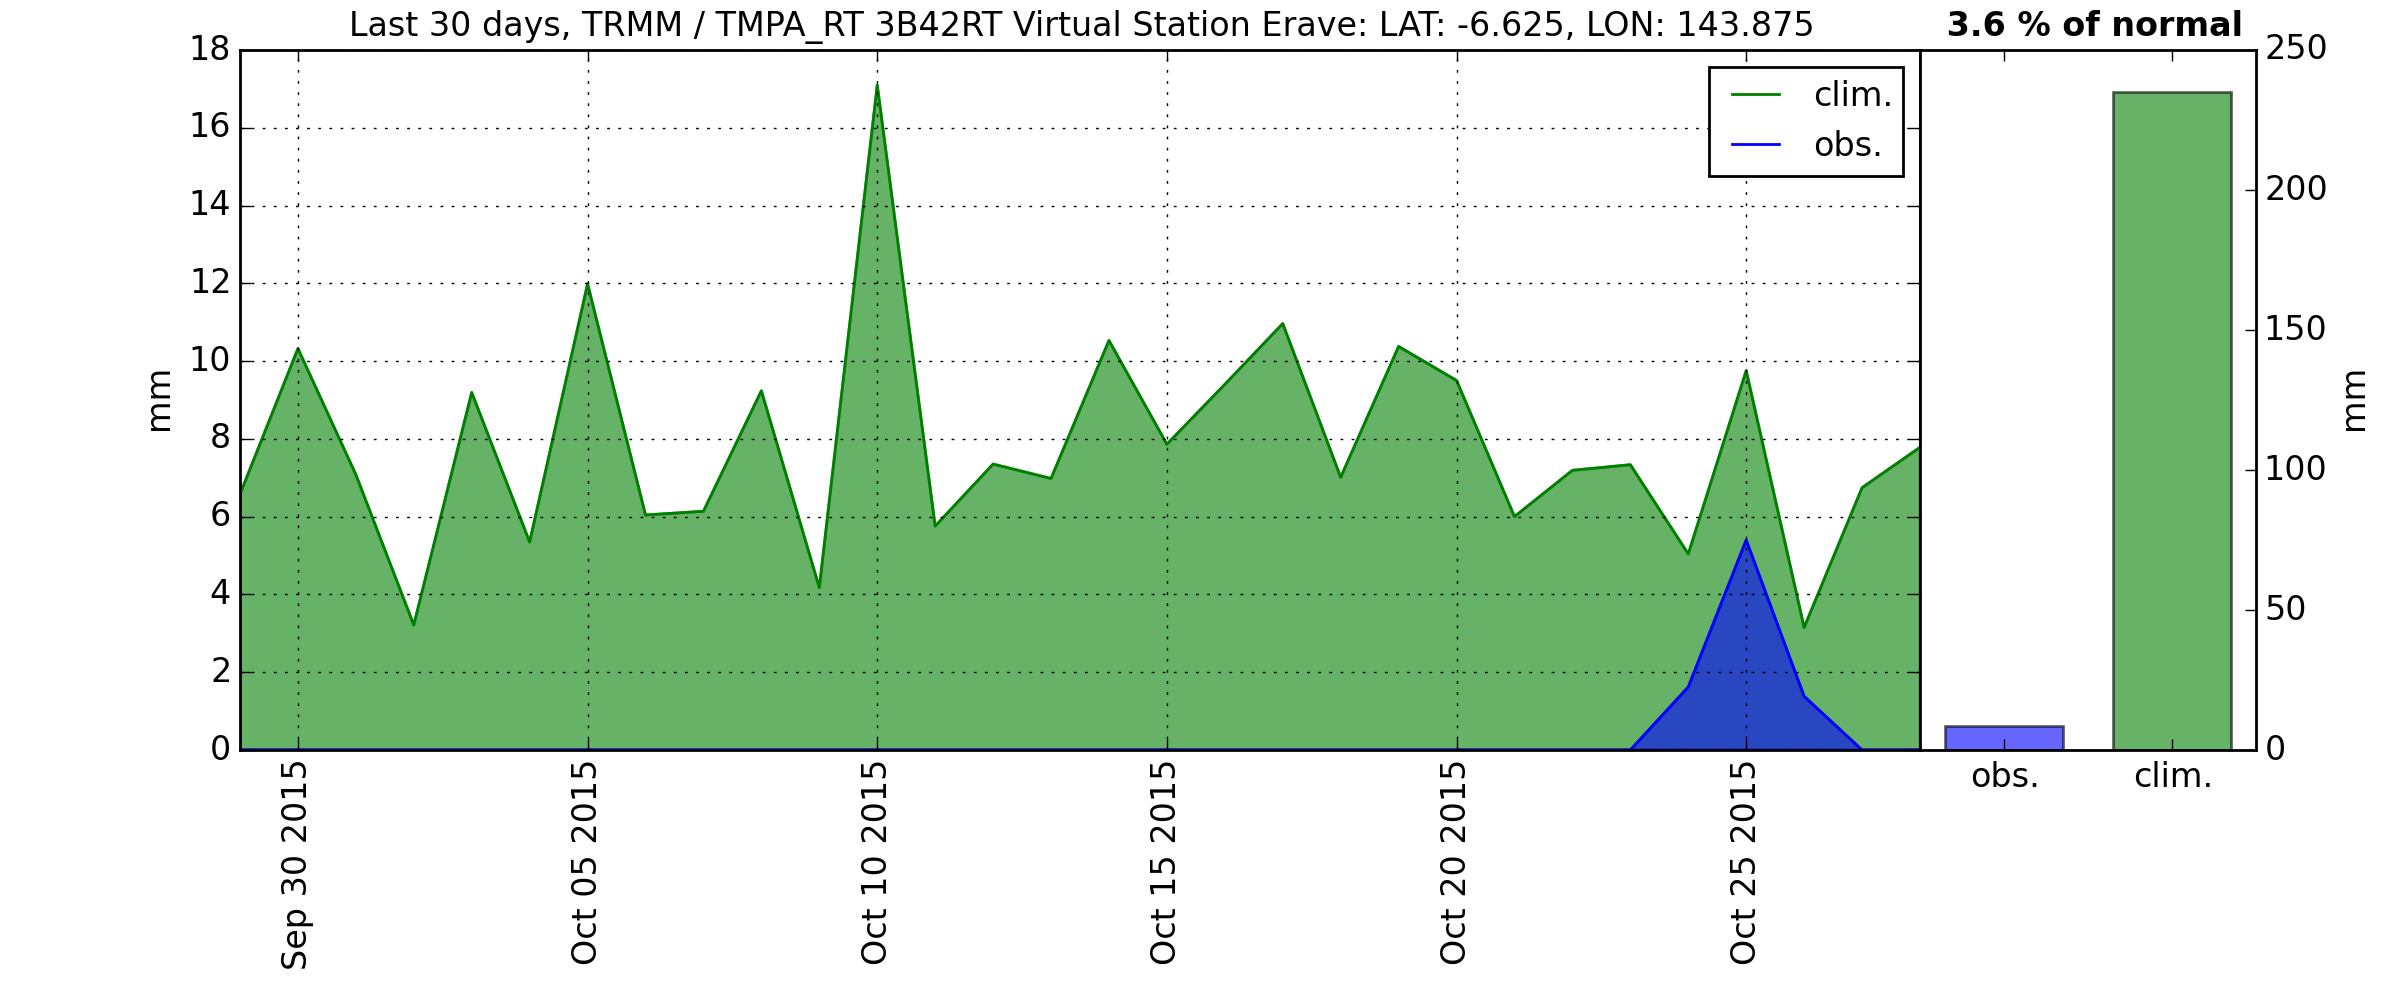 Last 30 days, TRMM / TMPA_RT 3B42RT Virtual Station Erave: LAT: -6.625, LON: 143.875
3.6 % of normal
18
16
14
12
10
8
6
4
2
0
mm
clim.
obs.
250
200
150
100
50
0
mm
Sep 30 2015
Oct 05 2015
Oct 10 2015
Oct 15 2015
Oct 20 2015
Oct 25 2015
obs.
clim.